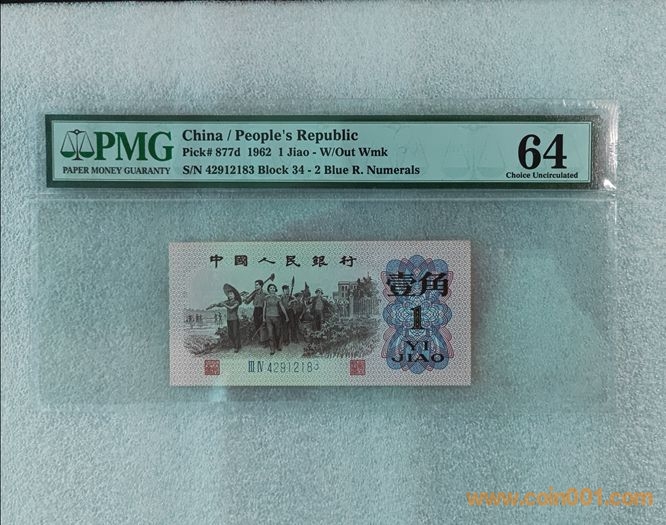 PMG
PAPER MONEY GUARANTY
China / People's Republic
Pick# 877d 1962 1 Jiao - W/Out Wmk
S/N 42912183 Block 34 - 2 Blue R. Numerals
64
Choice Uncirculated
中國人民銀行
壹角
1
YI
JIAO
III IV 42912183
www.coin001.com